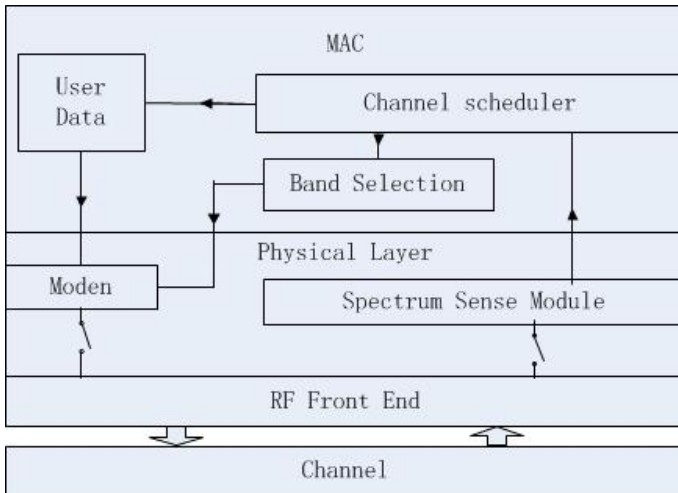 MAC
User
Data
Channel scheduler
Band Selection
Physical Layer
Moden
Spectrum Sense Module
RF Front End
Channel